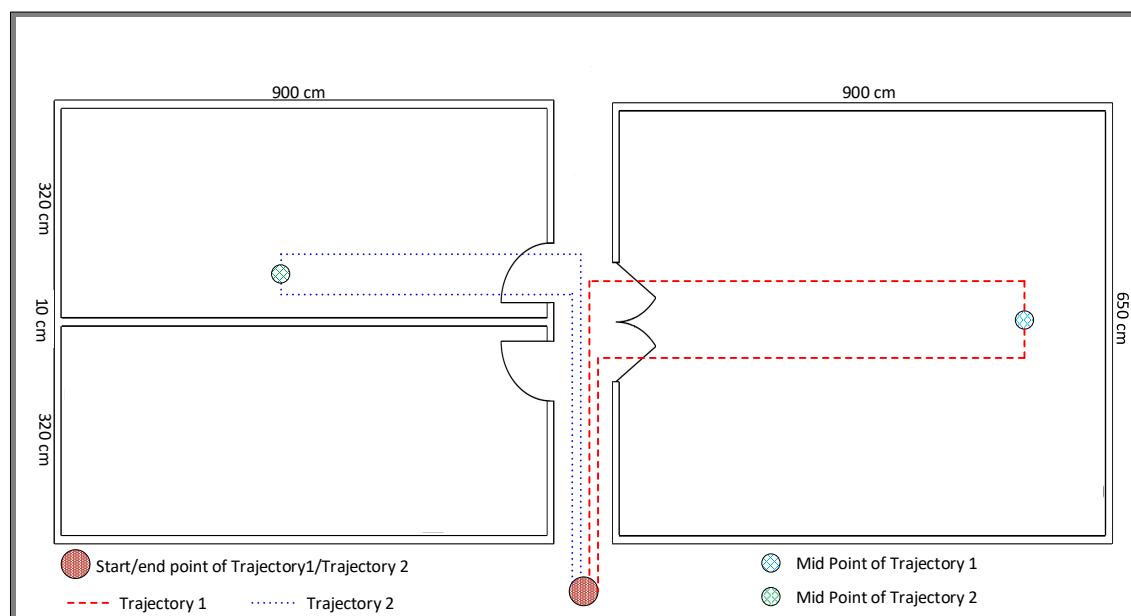 900 cm
900 cm
320 cm
10 cm
320 cm
650 cm
Start/end point of Trajectory1/Trajectory 2
Trajectory 1
Trajectory 2
Mid Point of Trajectory 1
Mid Point of Trajectory 2